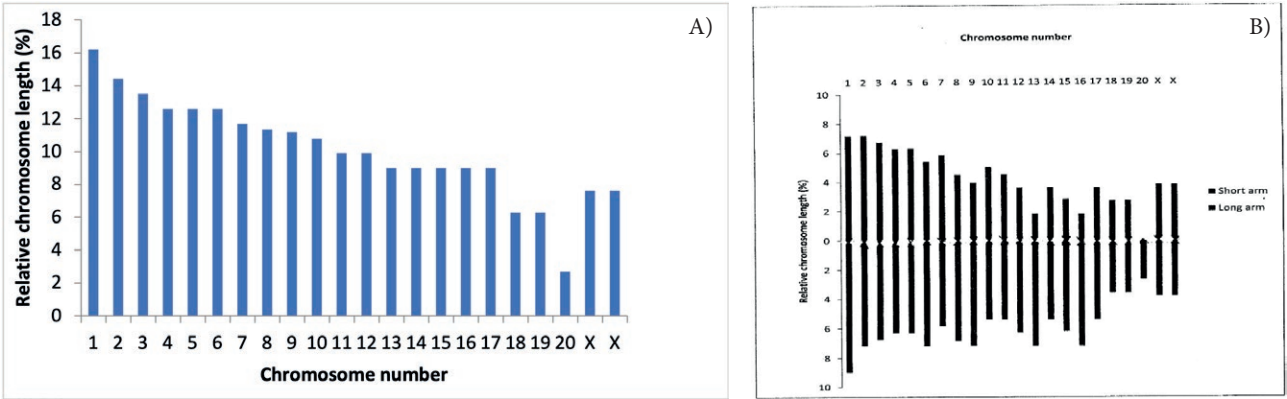 A)
Relative chromosome length (%)
18
16
14
12
10
8
6
4
2
0
1 2 3 4 5 6 7 8 9 10 11 12 13 14 15 16 17 18 19 20 X X
Chromosome number
B)
Chromosome number
1 2 3 4 5 6 7 8 9 10 11 12 13 14 15 16 17 18 19 20 X X
Relative chromosome length (%)
10
8
6
4
2
0
2
4
6
8
10
Short arm
Long arm